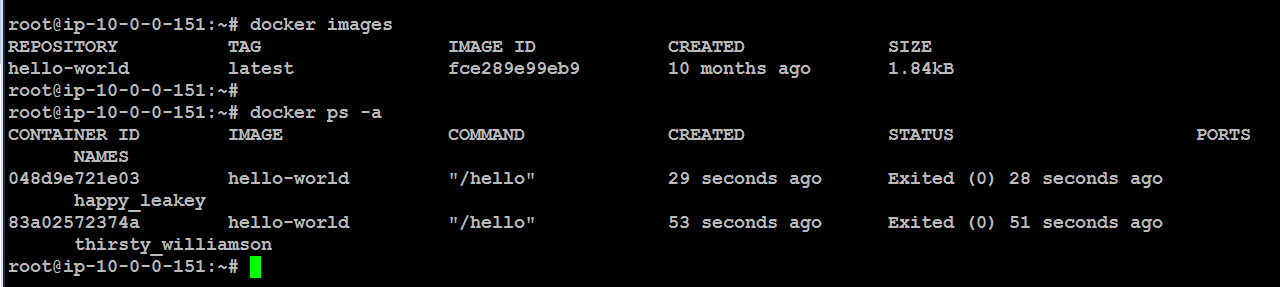 root@ip-10-0-0-151:~# docker images
REPOSITORY          TAG                 IMAGE ID            CREATED             SIZE
hello-world         latest              fce289e99eb9        10 months ago       1.84kB
root@ip-10-0-0-151:~#
root@ip-10-0-0-151:~# docker ps -a
CONTAINER ID        IMAGE               COMMAND             CREATED             STATUS                      PORTS
      NAMES
048d9e721e03        hello-world         "/hello"            29 seconds ago      Exited (0) 28 seconds ago
      happy_leakey
83a02572374a        hello-world         "/hello"            53 seconds ago      Exited (0) 51 seconds ago
      thirsty_williamson
root@ip-10-0-0-151:~#